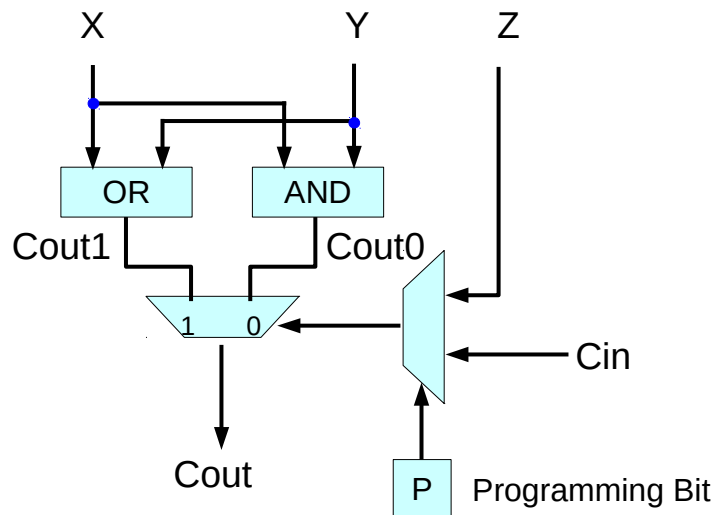 X Y Z
OR AND
Cout1 Cout0
1 0
Cin
Cout
P Programming Bit